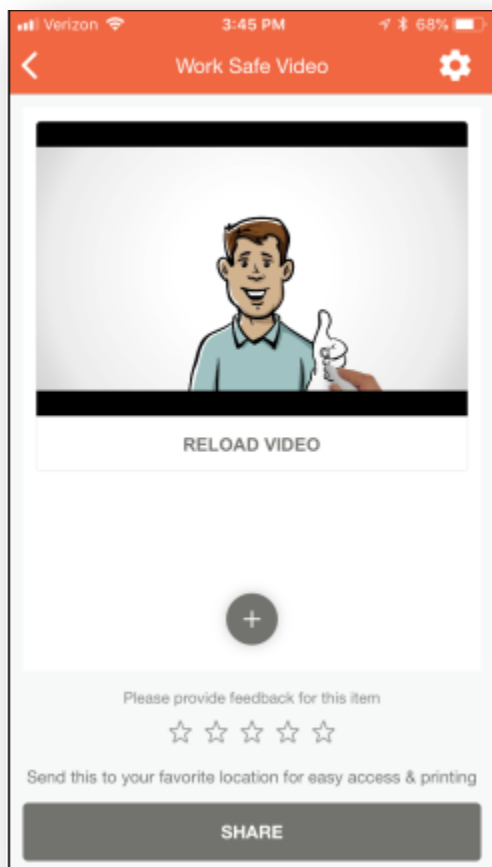 Verizon 3:45 PM 68%
Work Safe Video
RELOAD VIDEO
+
Please provide feedback for this item
Send this to your favorite location for easy access & printing
SHARE